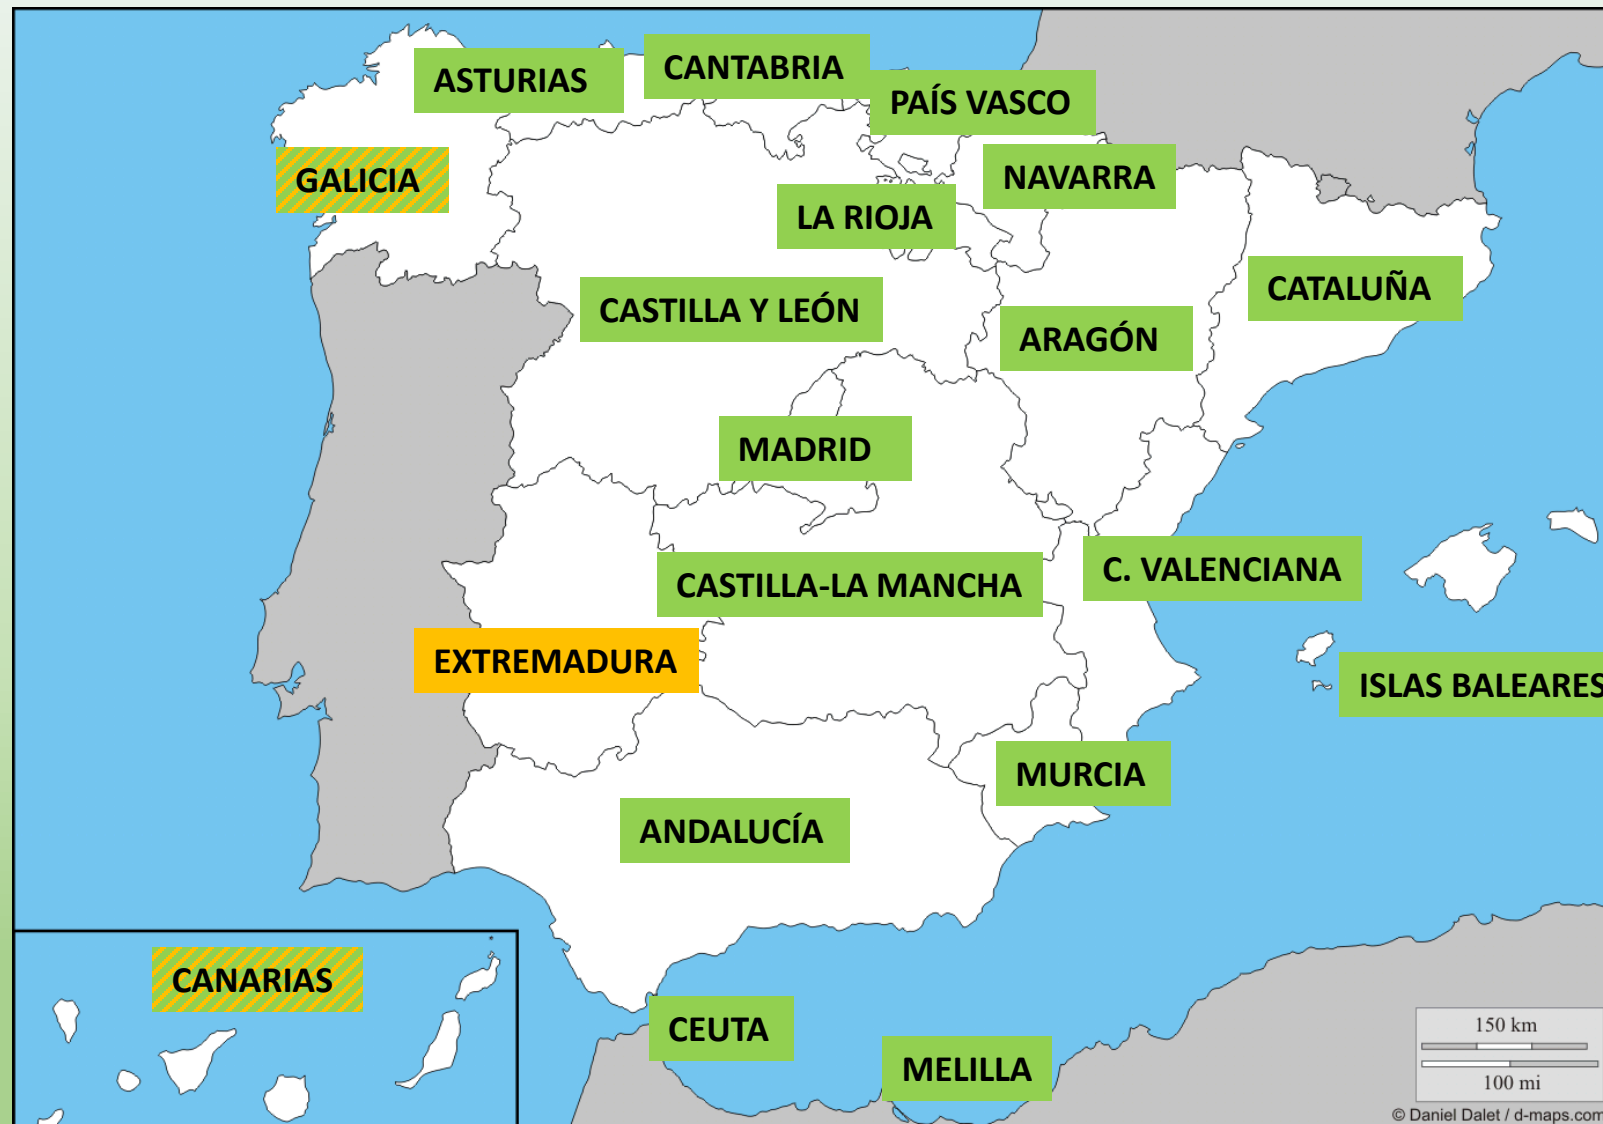 ASTURIAS
CANTABRIA
PAÍS VASCO
GALICIA
NAVARRA
LA RIOJA
CATALUÑA
CASTILLA Y LEÓN
ARAGÓN
MADRID
C. VALENCIANA
CASTILLA-LA MANCHA
EXTREMADURA
ISLAS BALEARES
MURCIA
ANDALUCÍA
CANARIAS
CEUTA
MELILLA
150 km
100 mi
© Daniel Dalet / d-maps.com